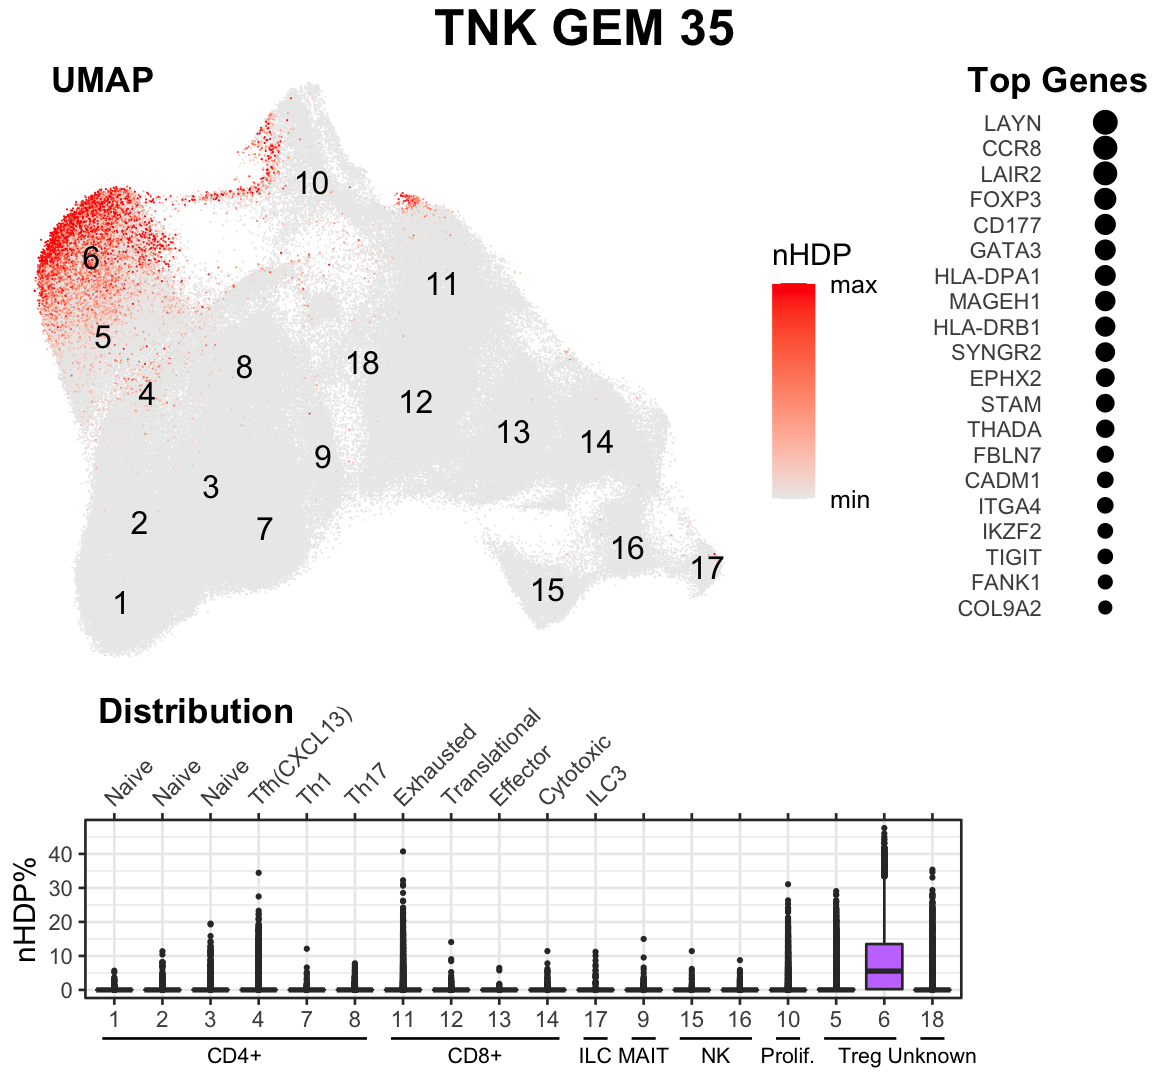 TNK GEM 35
UMAP
10
6
11
5
8
18
4
12
13
14
9
3
2
7
16
17
15
1
nHDP
max
min
Top Genes
LAYN
CCR8
LAIR2
FOXP3
CD177
GATA3
HLA-DPA1
MAGEH1
HLA-DRB1
SYNGR2
EPHX2
STAM
THADA
FBLN7
CADM1
ITGA4
IKZF2
TIGIT
FANK1
COL9A2
Distribution
Naive
Naive
Naive
Tfh(CXCL13)
Th1
Th17
Exhausted
Translational
Effector
Cytotoxic
ILC3
nHDP%
40
30
20
10
0
1 2 3 4 7 8 11 12 13 14 17 9 15 16 10 5 6 18
CD4+ CD8+ ILC MAIT NK Prolif. Treg Unknown